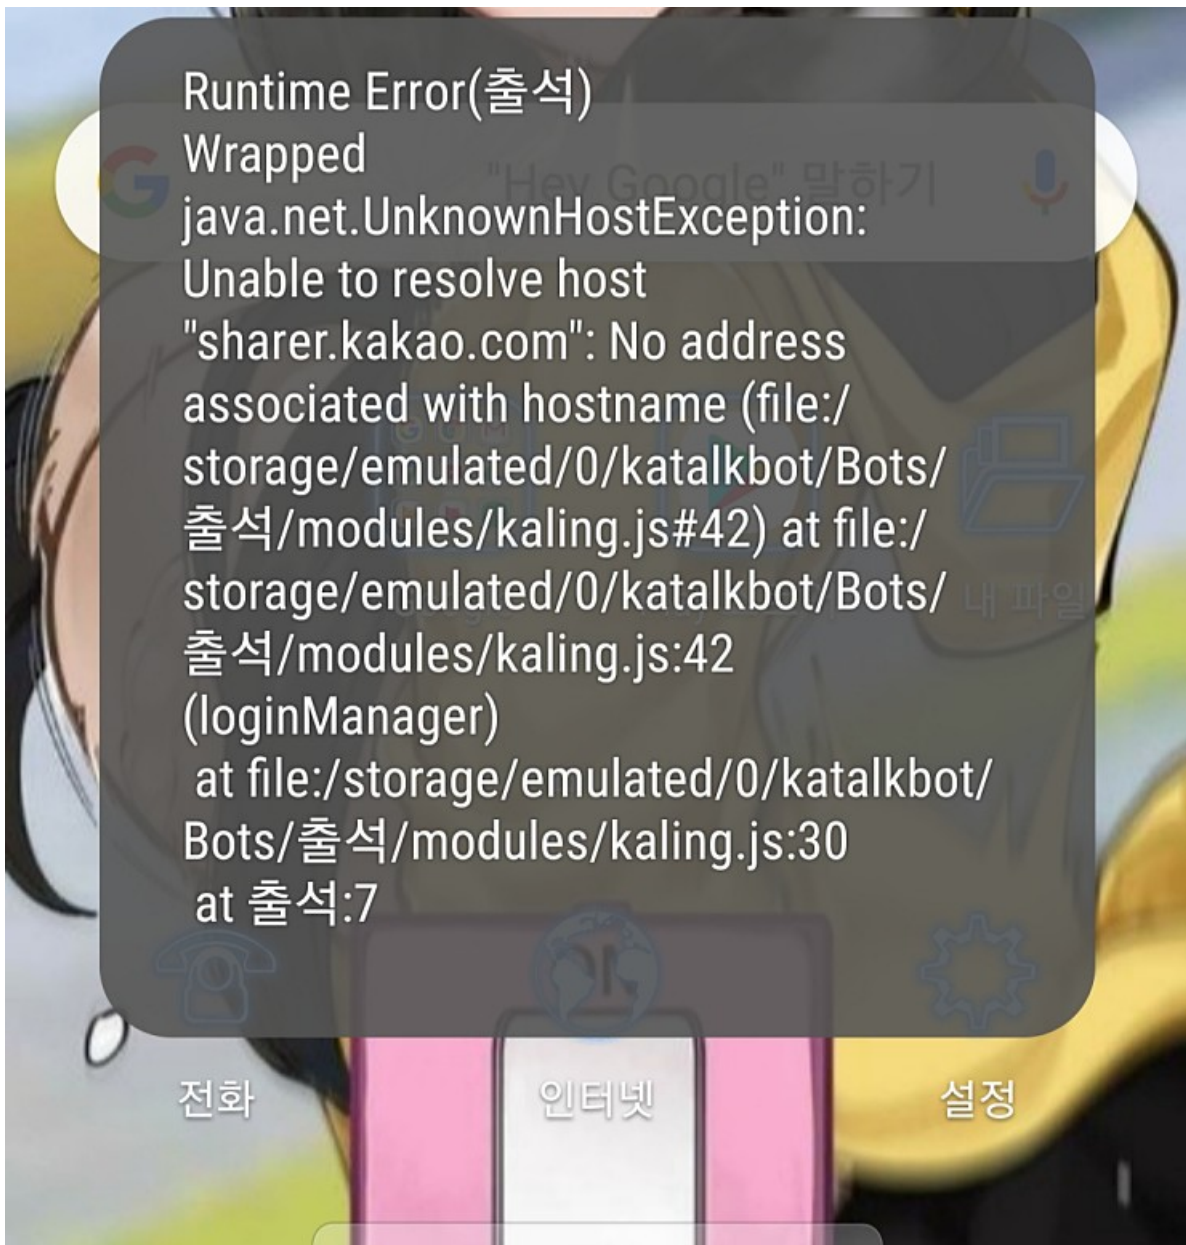 Runtime Error(출석)
Wrapped
"Hey Google" 말하기
java.net.UnknownHostException:
Unable to resolve host
"sharer.kakao.com": No address
associated with hostname (file:/
storage/emulated/0/katalkbot/Bots/
출석/modules/kaling.js#42) at file:/
storage/emulated/0/katalkbot/Bots/
내 파일
출석/modules/kaling.js:42
(loginManager)
at file:/storage/emulated/0/katalkbot/
Bots/출석/modules/kaling.js:30
at 출석:7
전화 인터넷 설정